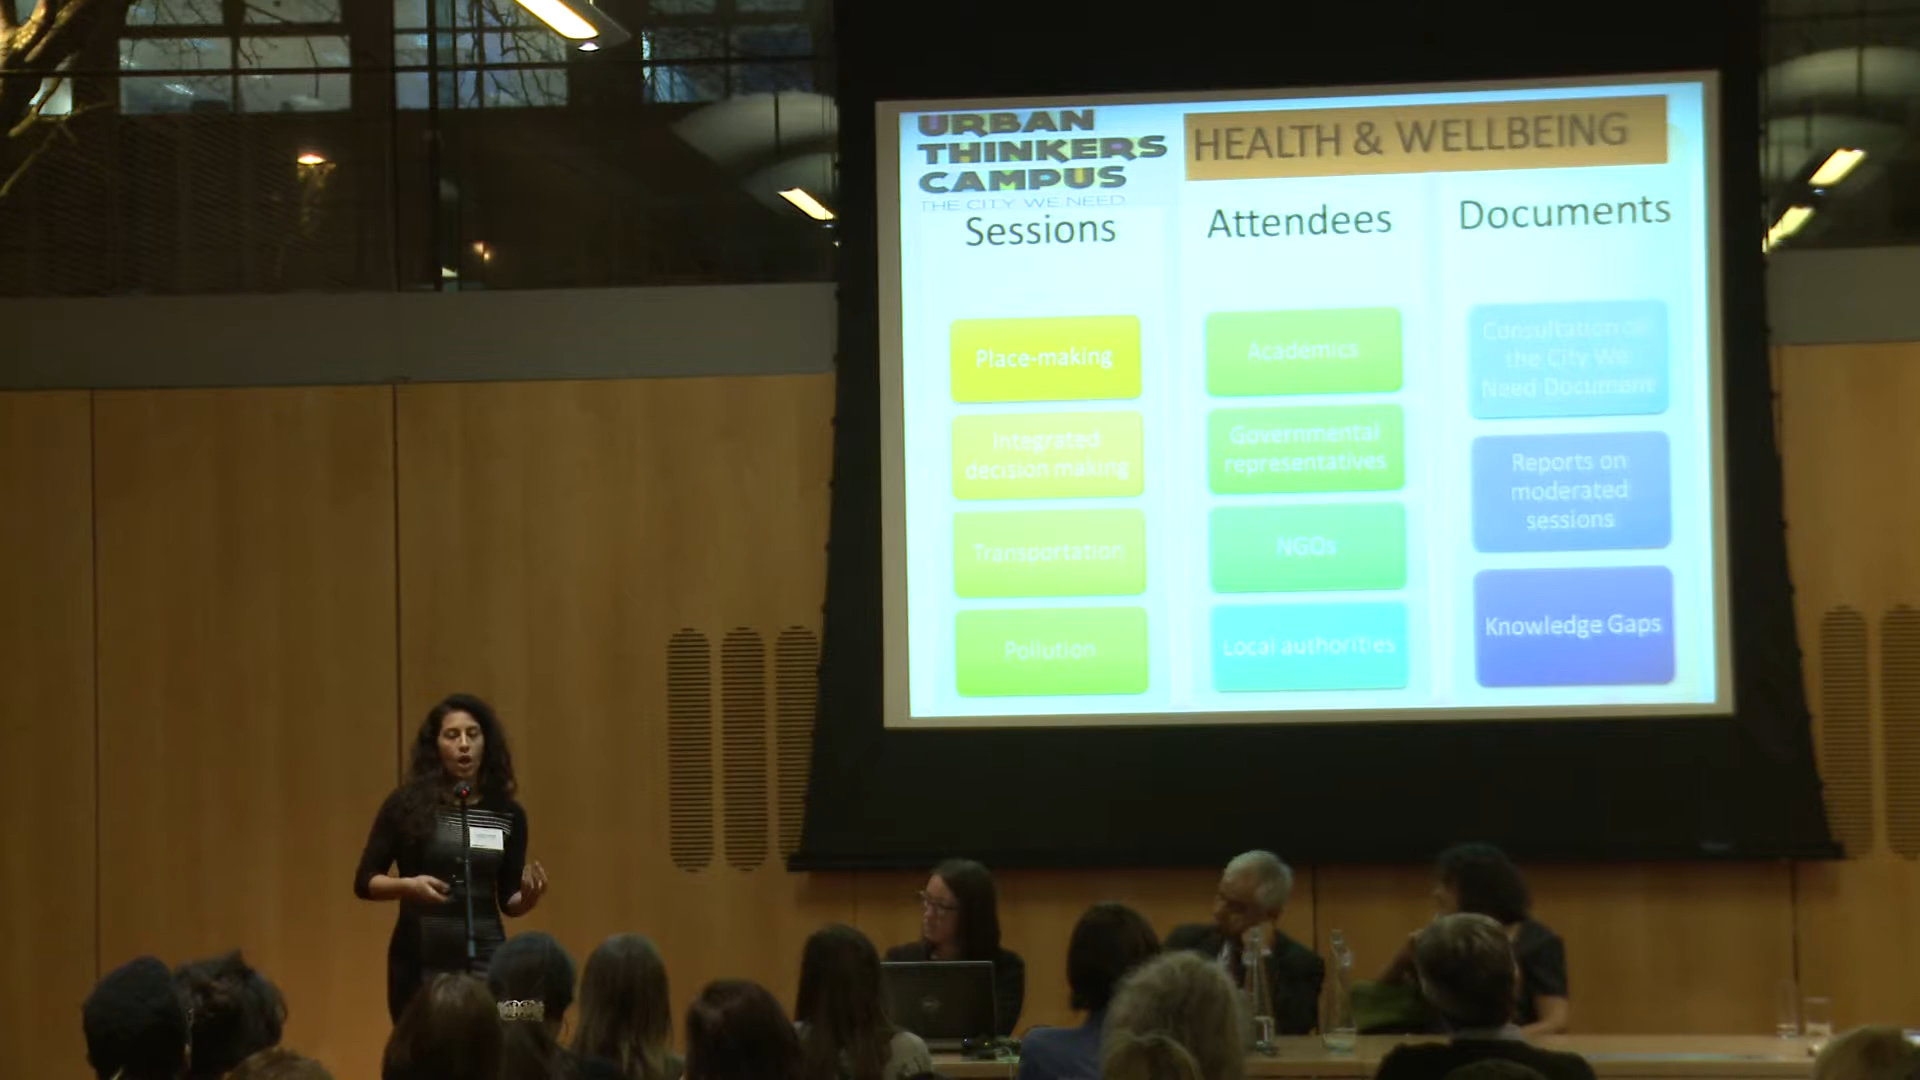 URBAN
THINKERS
CAMPUS
THE CITY WE NEED
HEALTH & WELLBEING
Sessions
Place-making
Integrated
decision making
Transportation
Pollution
Attendees
Academics
Governmental
representatives
NGOs
Local authorities
Documents
Consultation on
the City We
Need Document
Reports on
moderated
sessions
Knowledge Gaps